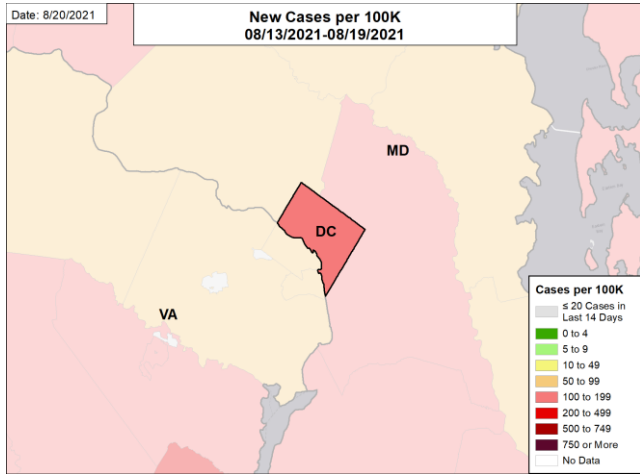 Date: 8/20/2021
New Cases per 100K
08/13/2021-08/19/2021
MD
DC
VA
Cases per 100K
≤ 20 Cases in
Last 14 Days
0 to 4
5 to 9
10 to 49
50 to 99
100 to 199
200 to 499
500 to 749
750 or More
No Data